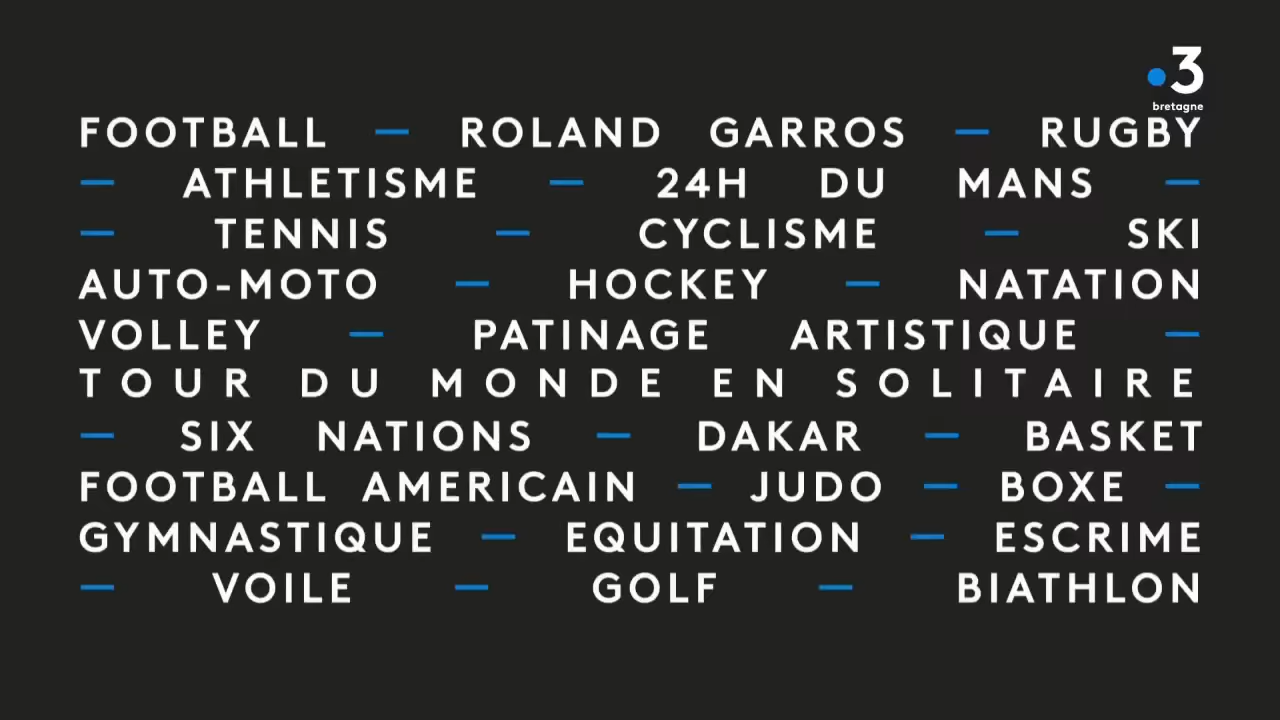 3
bretagne
FOOTBALL — ROLAND GARROS — RUGBY
— ATHLETISME — 24H DU MANS —
— TENNIS — CYCLISME — SKI
AUTO-MOTO — HOCKEY — NATATION
VOLLEY — PATINAGE ARTISTIQUE —
TOUR DU MONDE EN SOLITAIRE
— SIX NATIONS — DAKAR — BASKET
FOOTBALL AMERICAIN — JUDO — BOXE —
GYMNASTIQUE — EQUITATION — ESCRIME
— VOILE — GOLF — BIATHLON